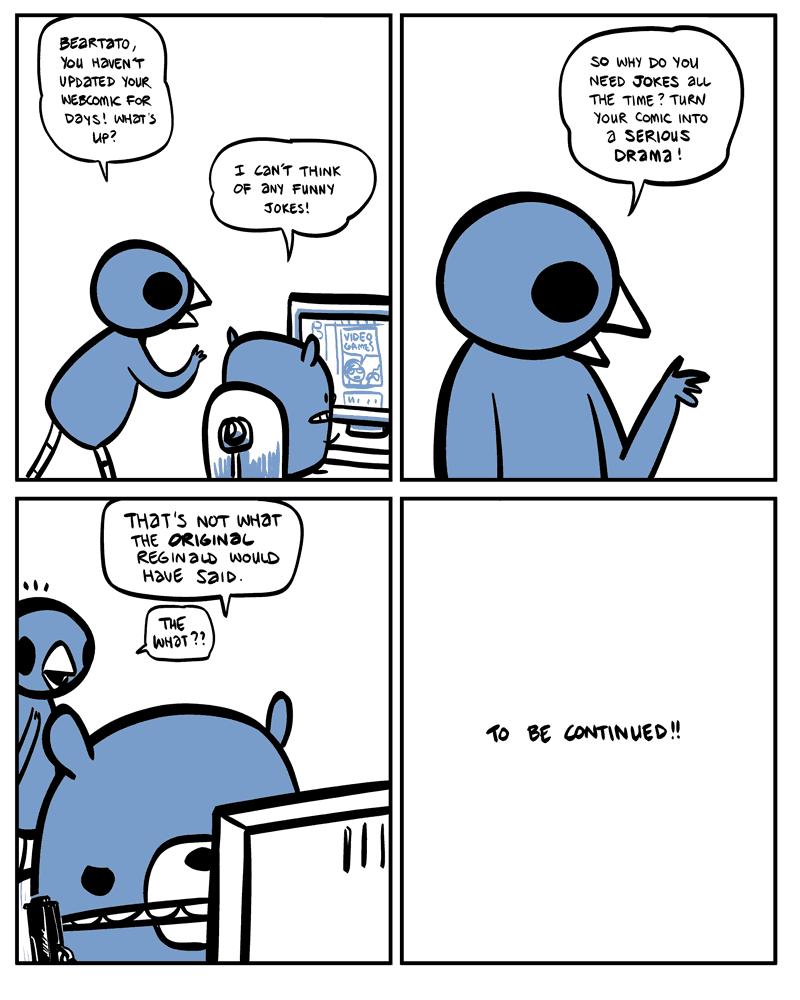 BEARTATO,
YOU HAVEN'T
UPDATED YOUR
WEBCOMIC FOR
DAYS! WHAT'S
UP?
I CAN'T THINK
OF ANY FUNNY
JOKES!
VIDEO
GAMES
SO WHY DO YOU
NEED JOKES ALL
THE TIME? TURN
YOUR COMIC INTO
A SERIOUS
DRAMA!
THAT'S NOT WHAT
THE ORIGINAL
REGINALD WOULD
HAVE SAID.
THE
WHAT??
TO BE CONTINUED!!